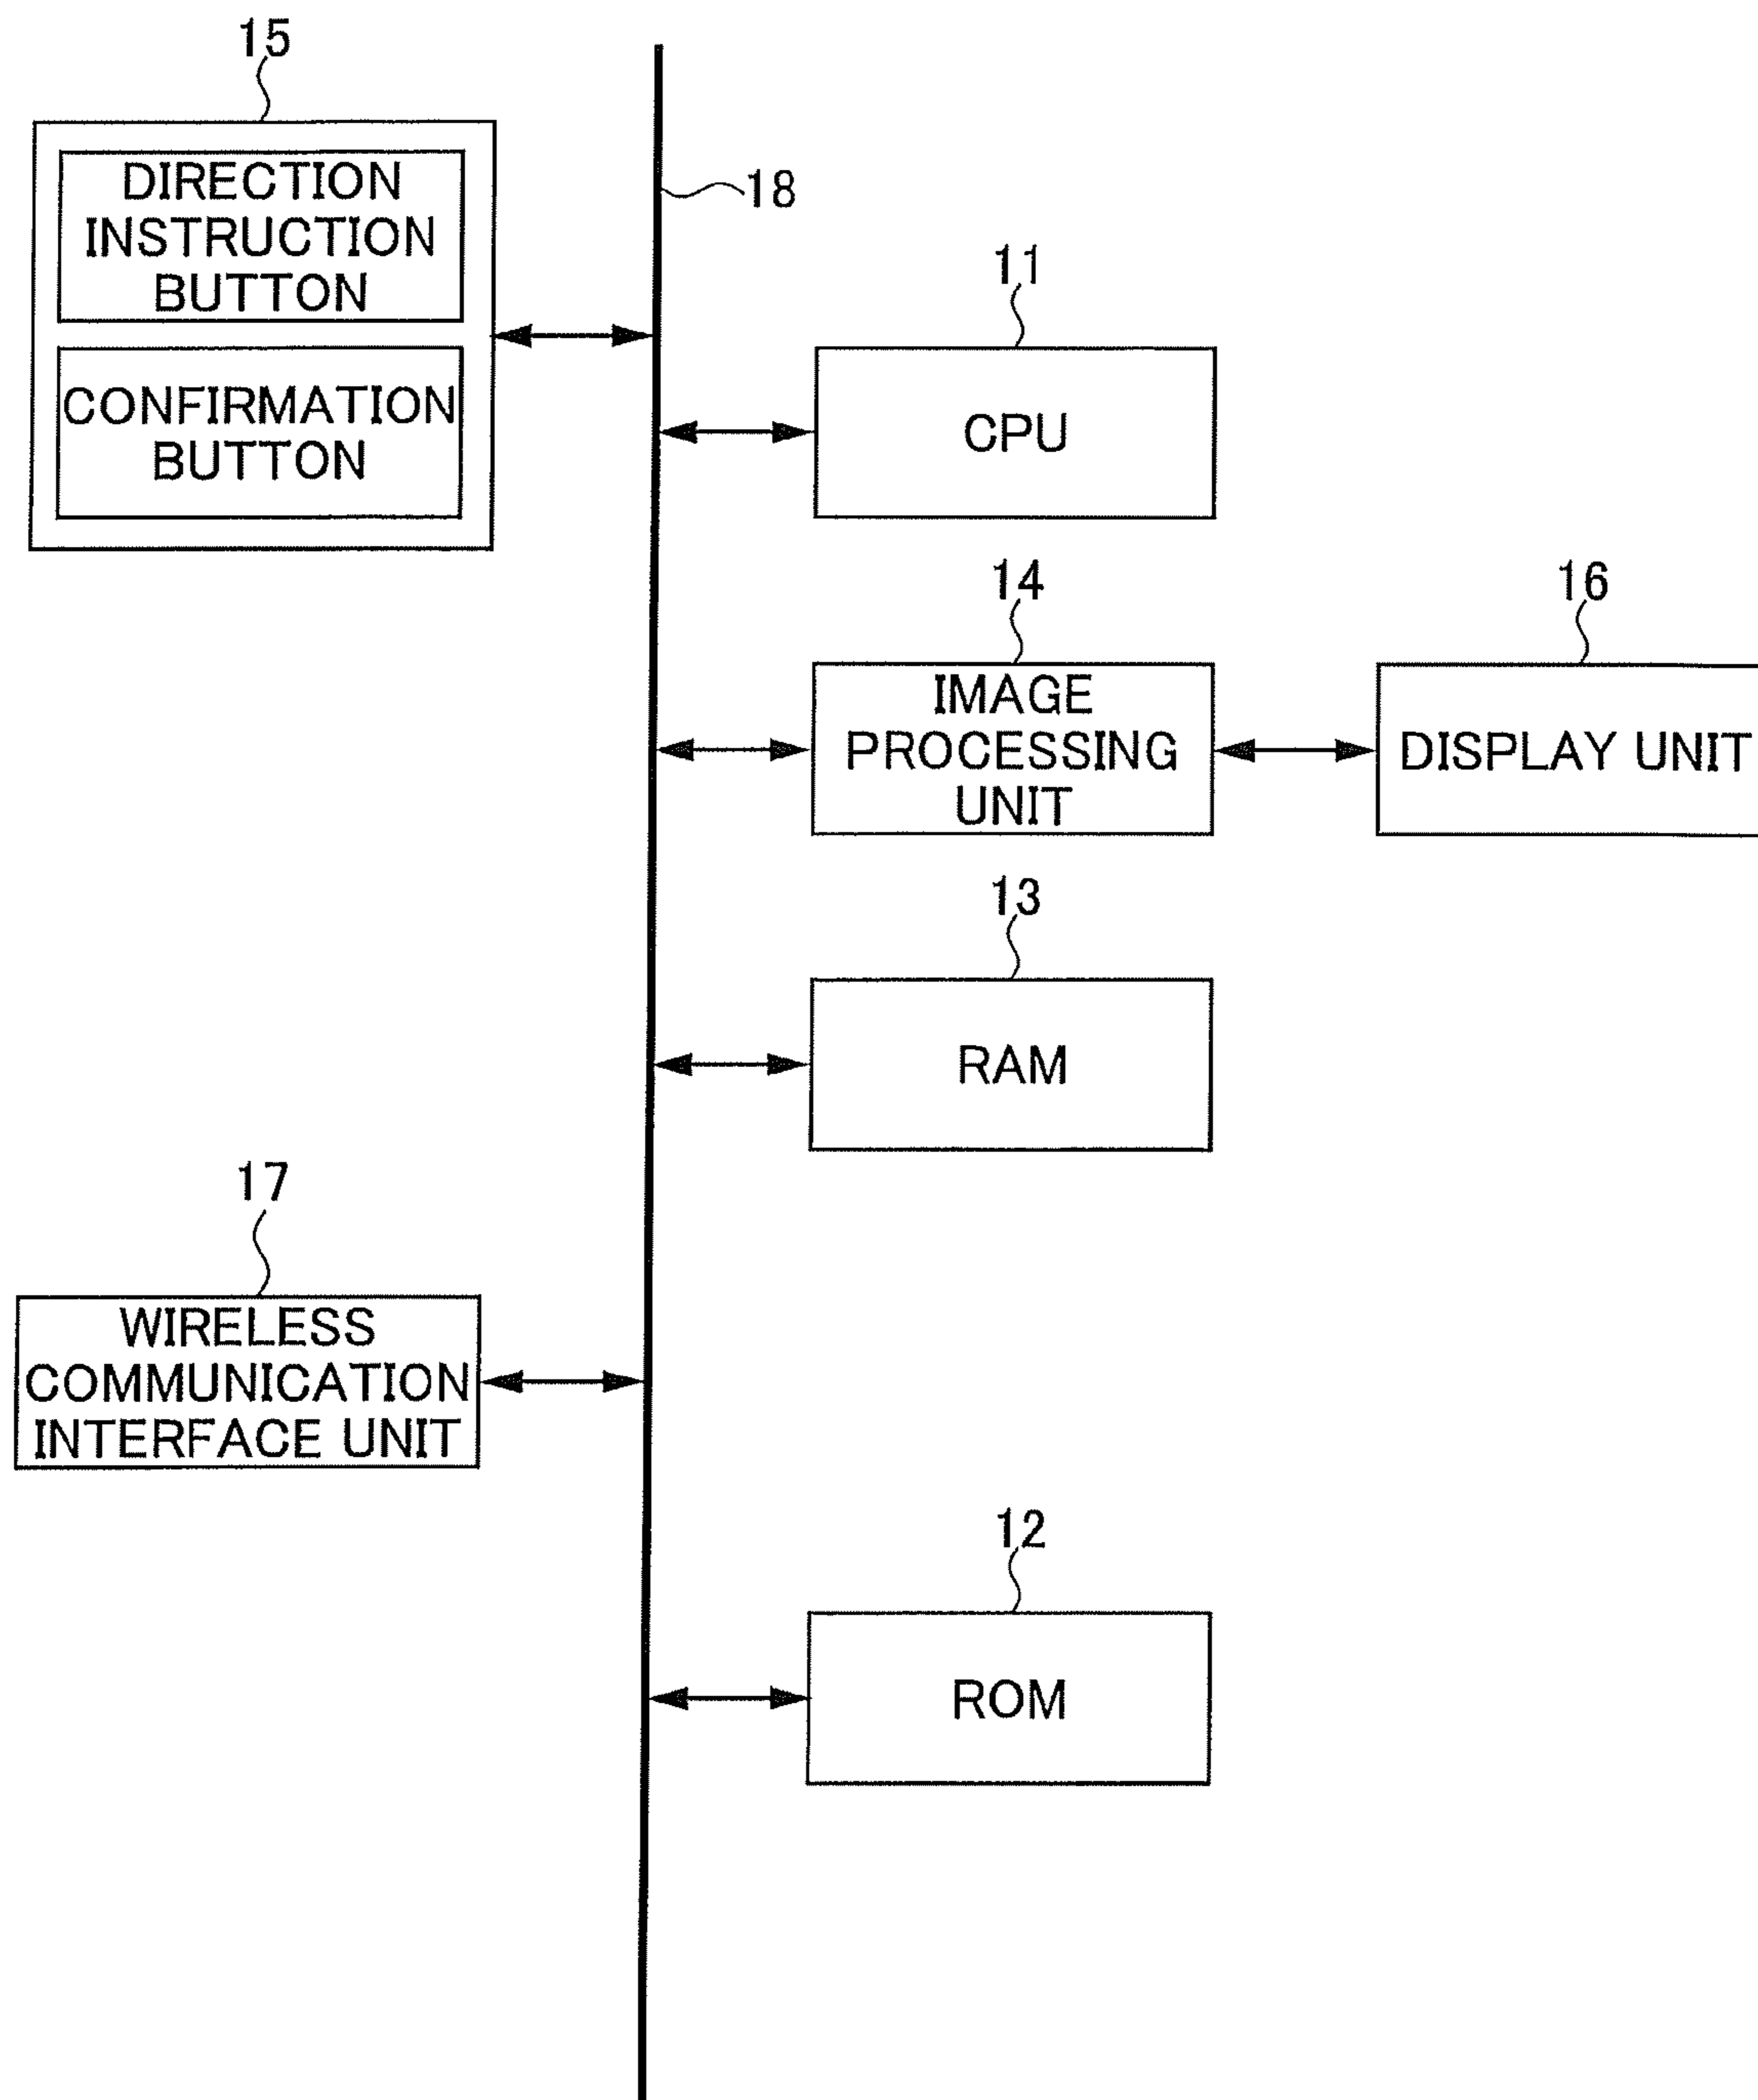 15
DIRECTION
INSTRUCTION
BUTTON
CONFIRMATION
BUTTON
18
11
CPU
14
IMAGE
PROCESSING
UNIT
16
DISPLAY UNIT
13
RAM
17
WIRELESS
COMMUNICATION
INTERFACE UNIT
12
ROM